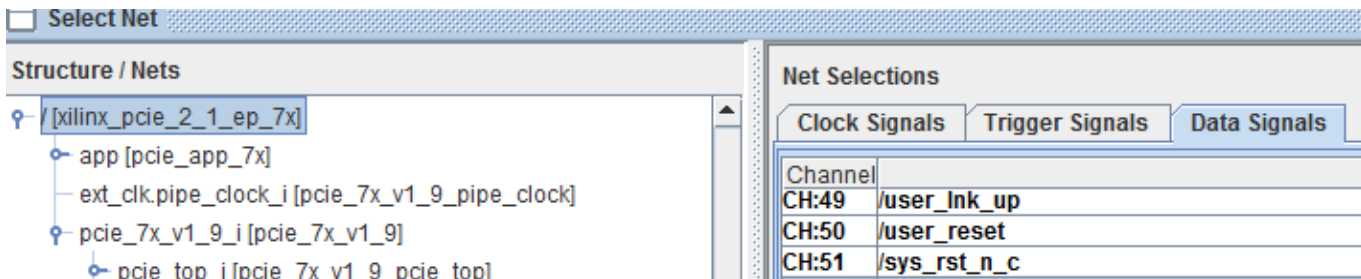 Select Net
Structure / Nets
/ [xilinx_pcie_2_1_ep_7x]
app [pcie_app_7x]
ext_clk.pipe_clock_i [pcie_7x_v1_9_pipe_clock]
pcie_7x_v1_9_i [pcie_7x_v1_9]
pcie_top_i [pcie_7x_v1_9_pcie_top]
Net Selections
Clock Signals Trigger Signals Data Signals
Channel
CH:49 /user_lnk_up
CH:50 /user_reset
CH:51 /sys_rst_n_c